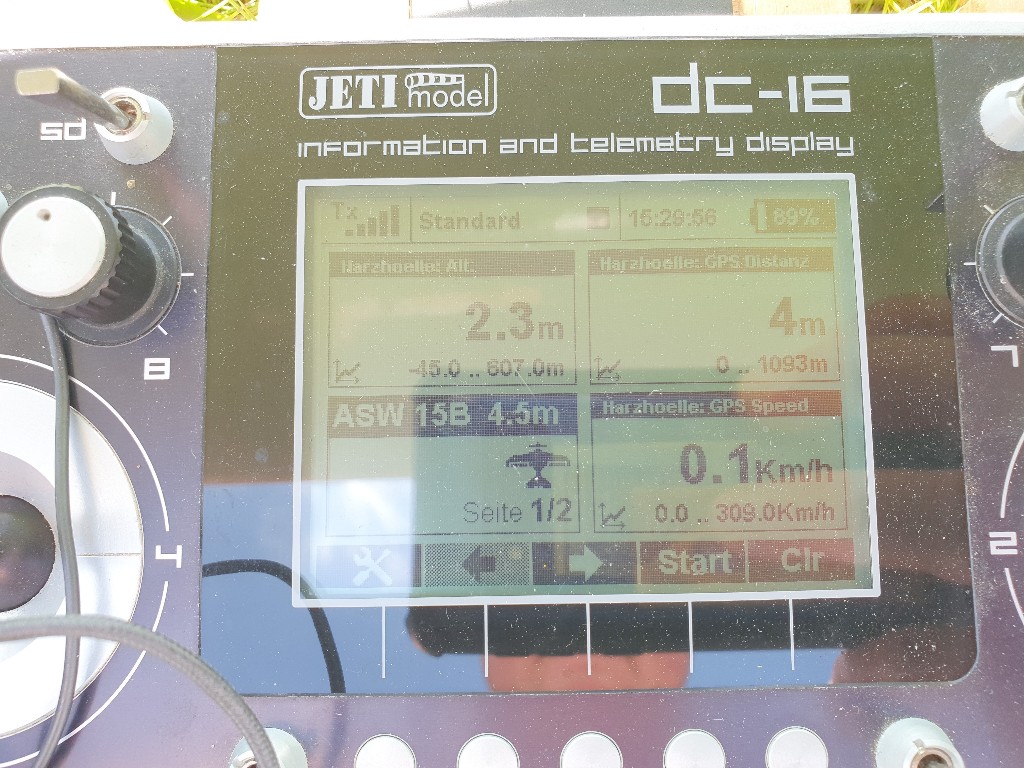 JETI model
dc-16
information and telemetry display
sd
Tx
Standard
15:29:56
89%
Harzhoelle: Alt.
2.3m
-45.0 .. 607.0m
Harzhoelle: GPS Distanz
4m
0 .. 1093m
ASW 15B 4.5m
Seite 1/2
Harzhoelle: GPS Speed
0.1Km/h
0.0 .. 309.0Km/h
Start
Clr
8
4
7
2